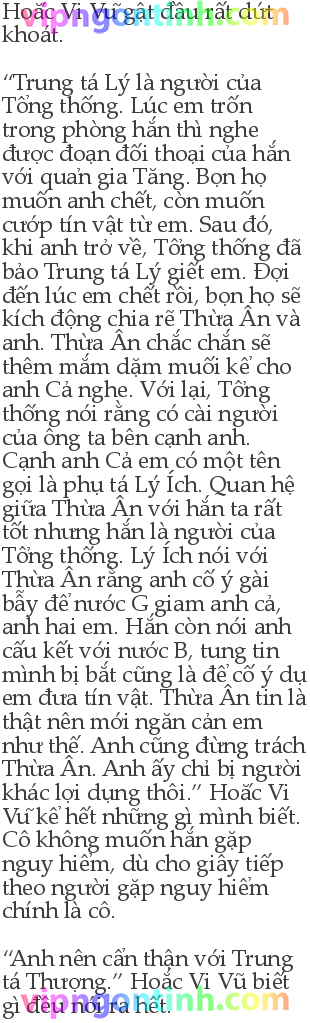 Hoắc Vi Vũ gật đầu rất dứt
khoát.
“Trung tá Lý là người của
Tổng thống. Lúc em trốn
trong phòng hắn thì nghe
được đoạn đối thoại của hắn
với quản gia Tăng. Bọn họ
muốn anh chết, còn muốn
cướp tín vật từ em. Sau đó,
khi anh trở về, Tổng thống đã
bảo Trung tá Lý giết em. Đợi
đến lúc em chết rồi, bọn họ sẽ
kích động chia rẽ Thừa Ân và
anh. Thừa Ân chắc chắn sẽ
thêm mắm dặm muối kể cho
anh Cả nghe. Với lại, Tổng
thống nói rằng có cài người
của ông ta bên cạnh anh.
Cạnh anh Cả em có một tên
gọi là phụ tá Lý Ích. Quan hệ
giữa Thừa Ân với hắn ta rất
tốt nhưng hắn là người của
Tổng thống. Lý Ích nói với
Thừa Ân rằng anh cố ý gài
bẫy để nước G giam anh cả,
anh hai em. Hắn còn nói anh
cấu kết với nước B, tung tin
mình bị bắt cũng là để cố ý dụ
em đưa tín vật. Thừa Ân tin là
thật nên mới ngăn cản em
như thế. Anh cũng đừng trách
Thừa Ân. Anh ấy chỉ bị người
khác lợi dụng thôi.” Hoắc Vi
Vũ kể hết những gì mình biết.
Cô không muốn hắn gặp
nguy hiểm, dù cho giây tiếp
theo người gặp nguy hiểm
chính là cô.
“Anh nên cẩn thận với Trung
tá Thượng.” Hoắc Vi Vũ biết
gì đều nói ra hết.
vipngontinh.com
vipngontinh.com